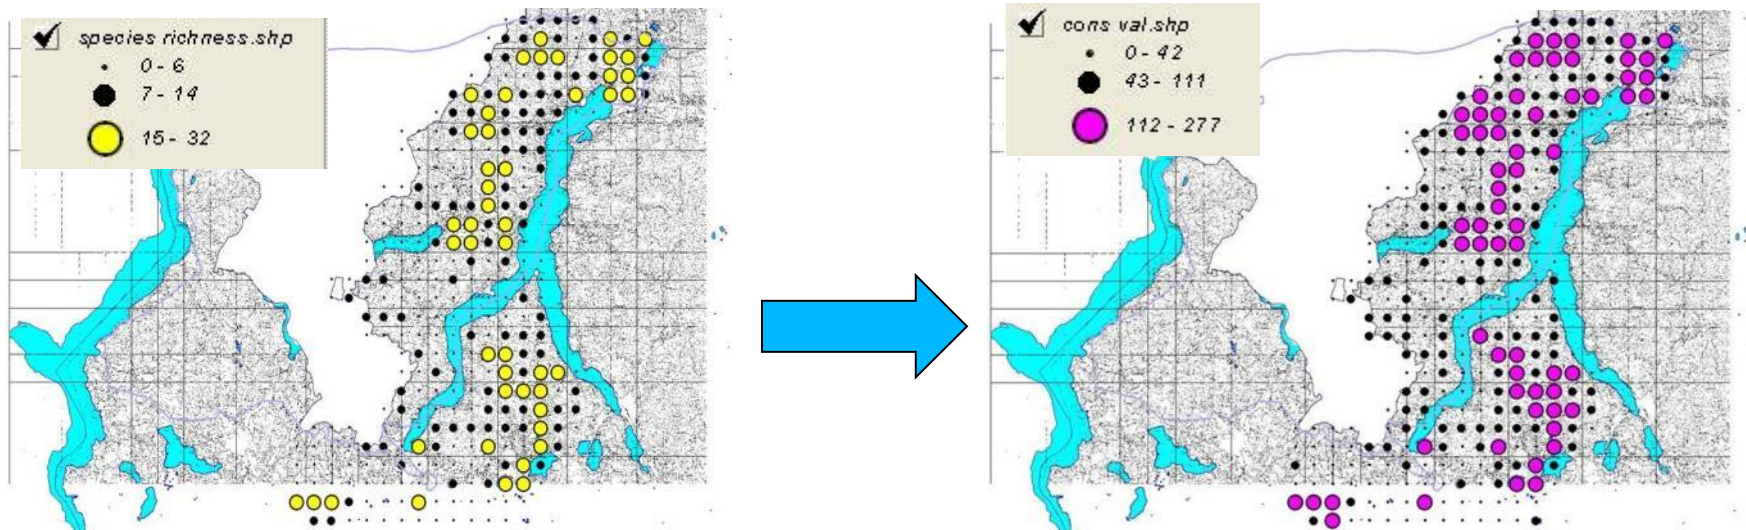 species richness.shp
0 - 6
7 - 14
15 - 32
cons val.shp
0 - 42
43 - 111
112 - 277